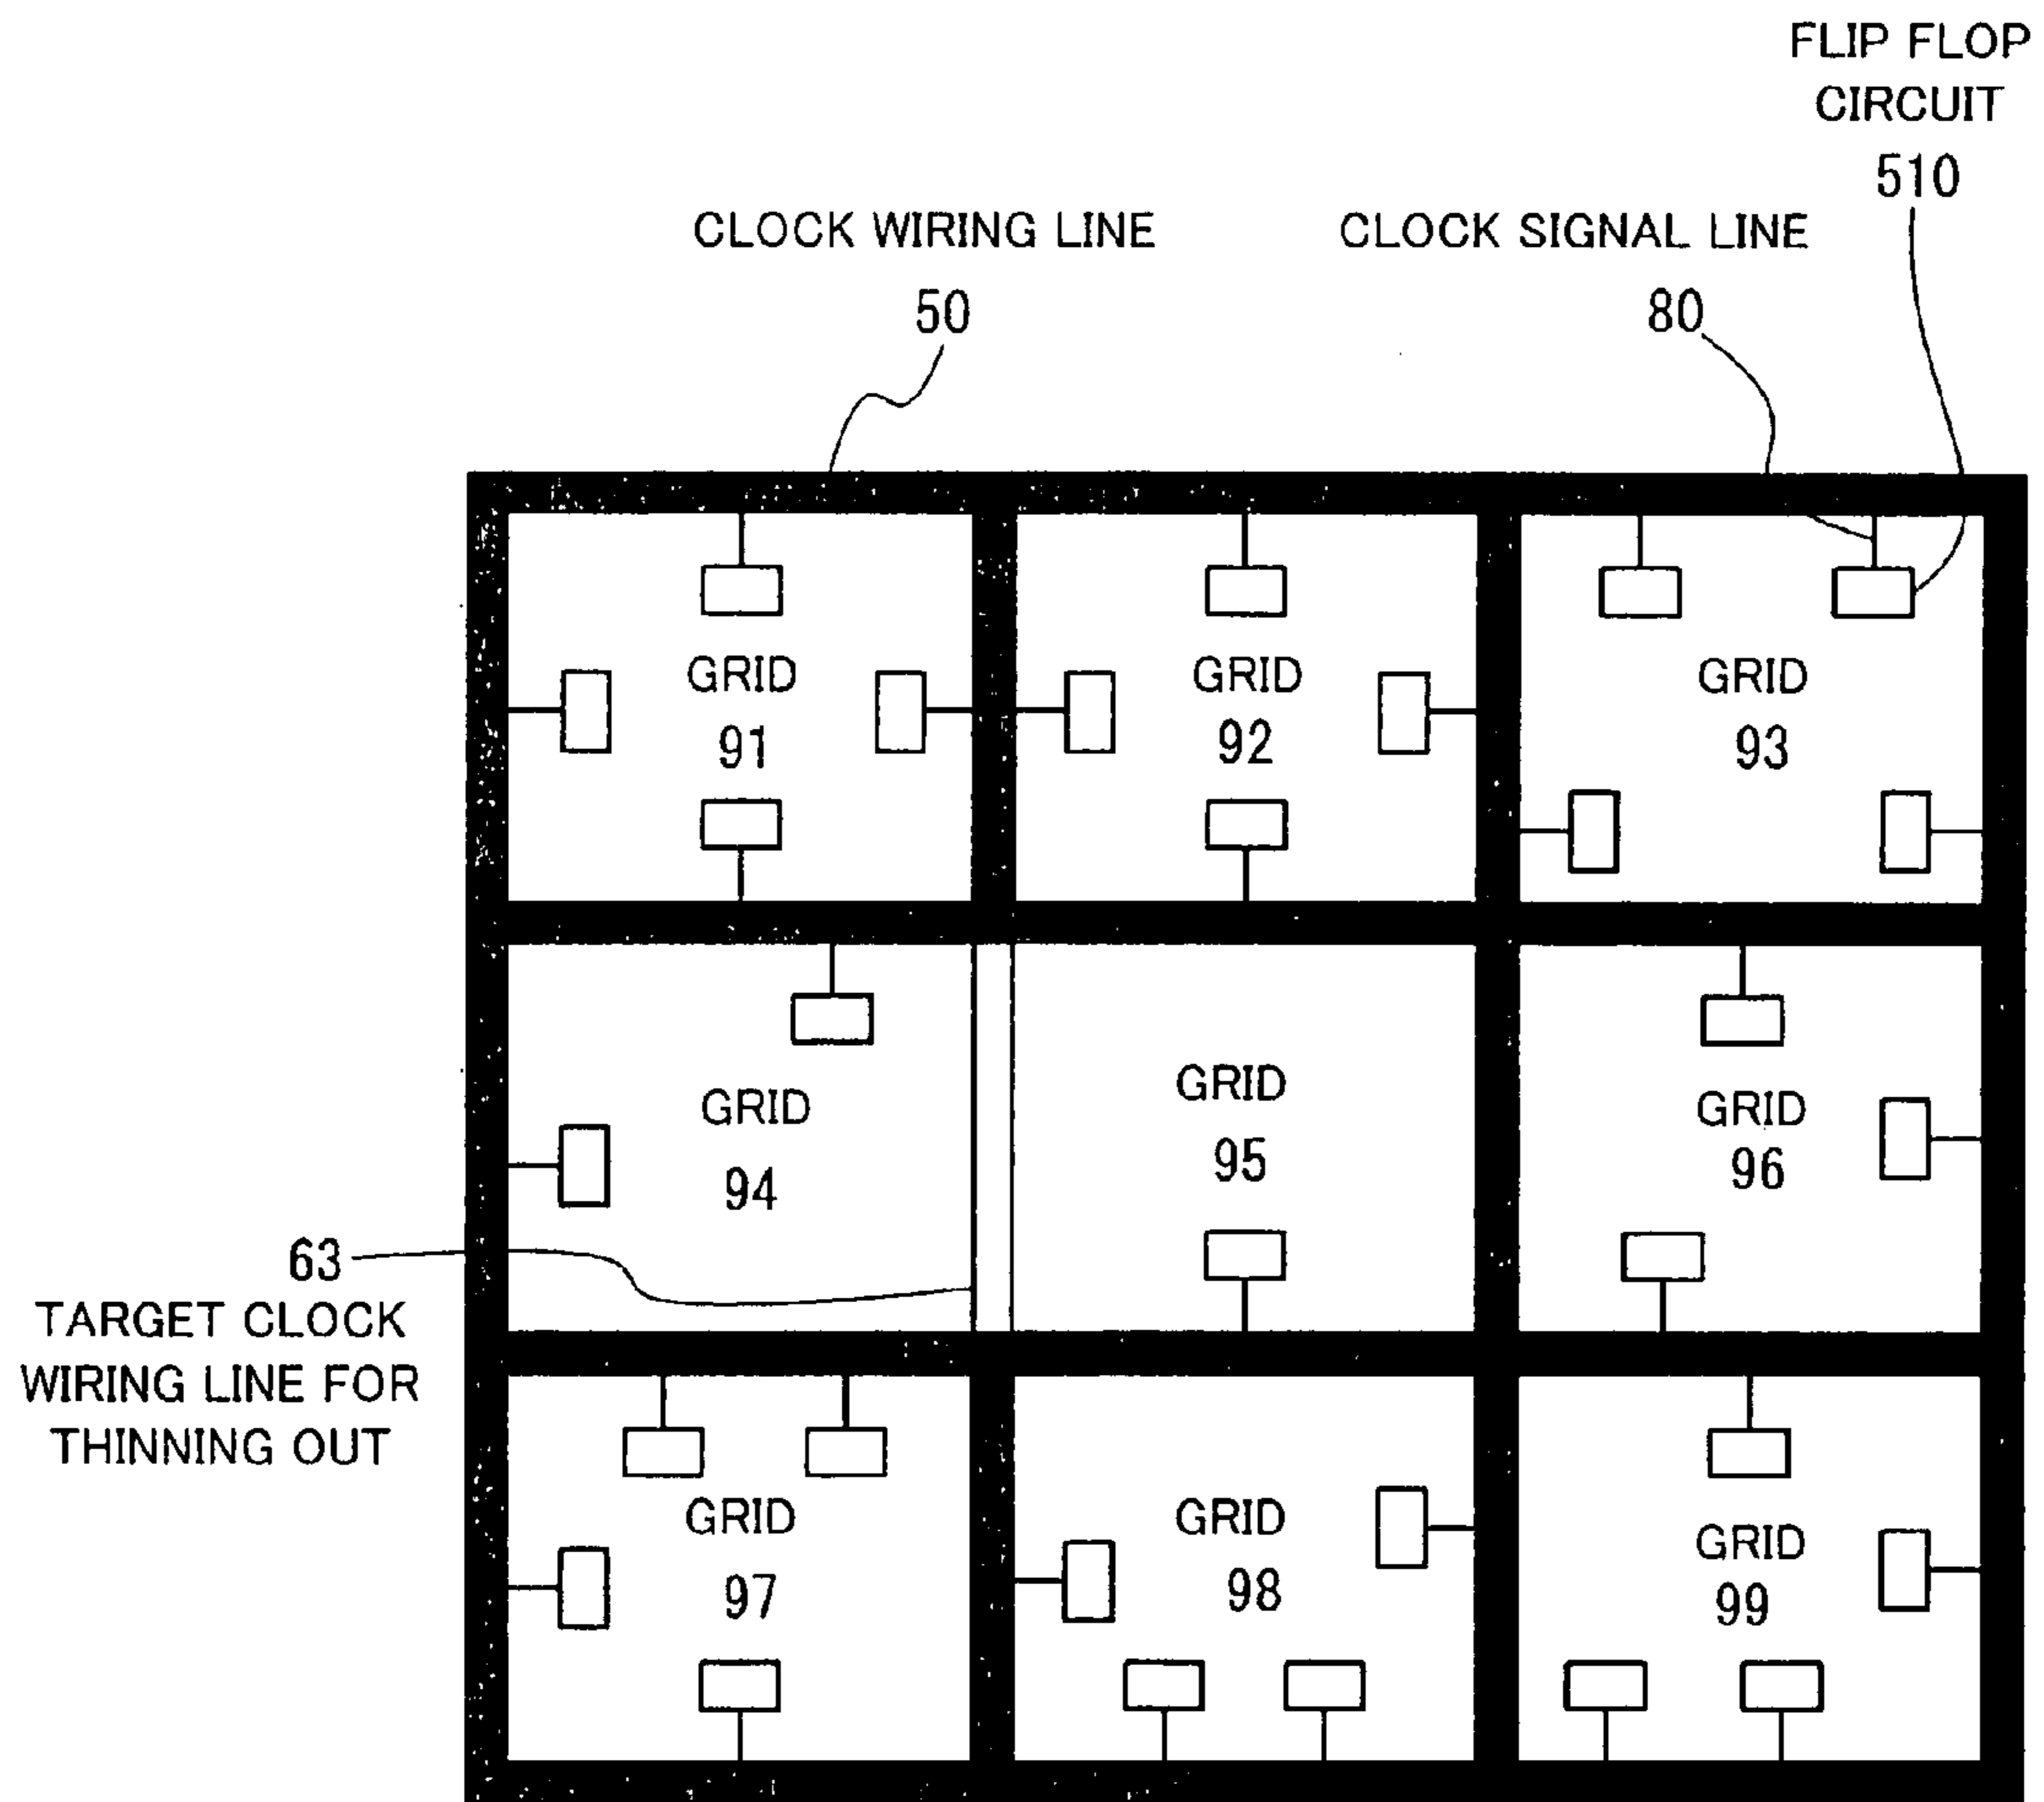 FLIP FLOP
CIRCUIT
510
CLOCK WIRING LINE
50
CLOCK SIGNAL LINE
80
GRID
91
GRID
92
GRID
93
GRID
94
GRID
95
GRID
96
63
TARGET CLOCK
WIRING LINE FOR
THINNING OUT
GRID
97
GRID
98
GRID
99